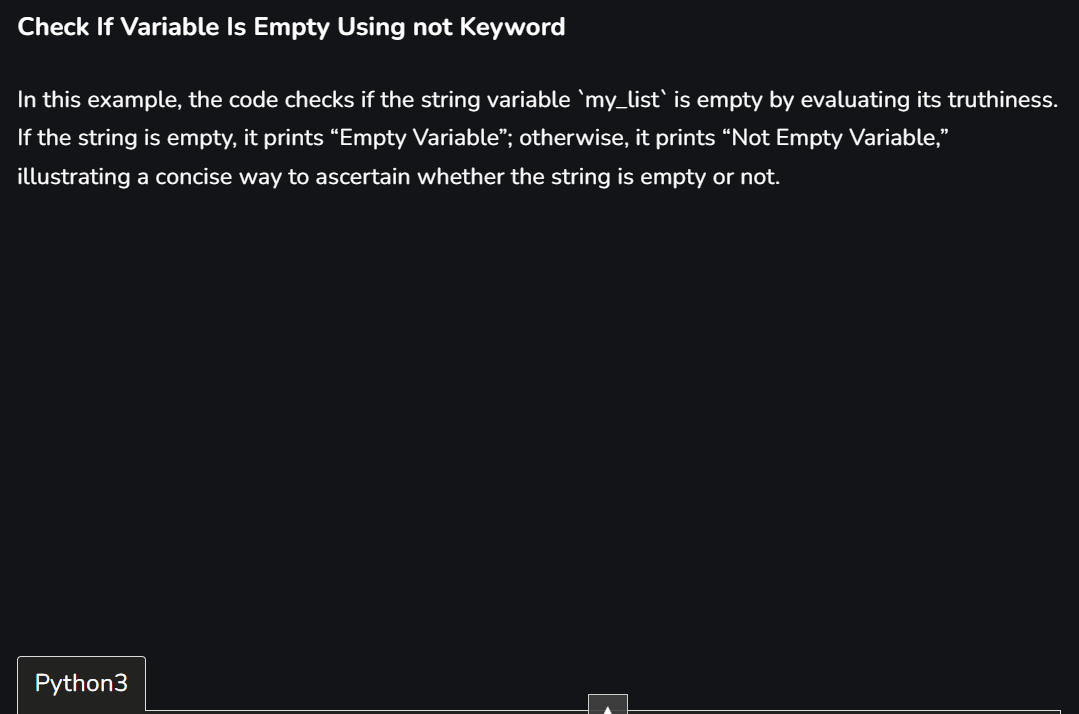 Check If Variable Is Empty Using not Keyword
In this example, the code checks if the string variable `my_list` is empty by evaluating its truthiness.
If the string is empty, it prints “Empty Variable”; otherwise, it prints “Not Empty Variable,”
illustrating a concise way to ascertain whether the string is empty or not.
Python3